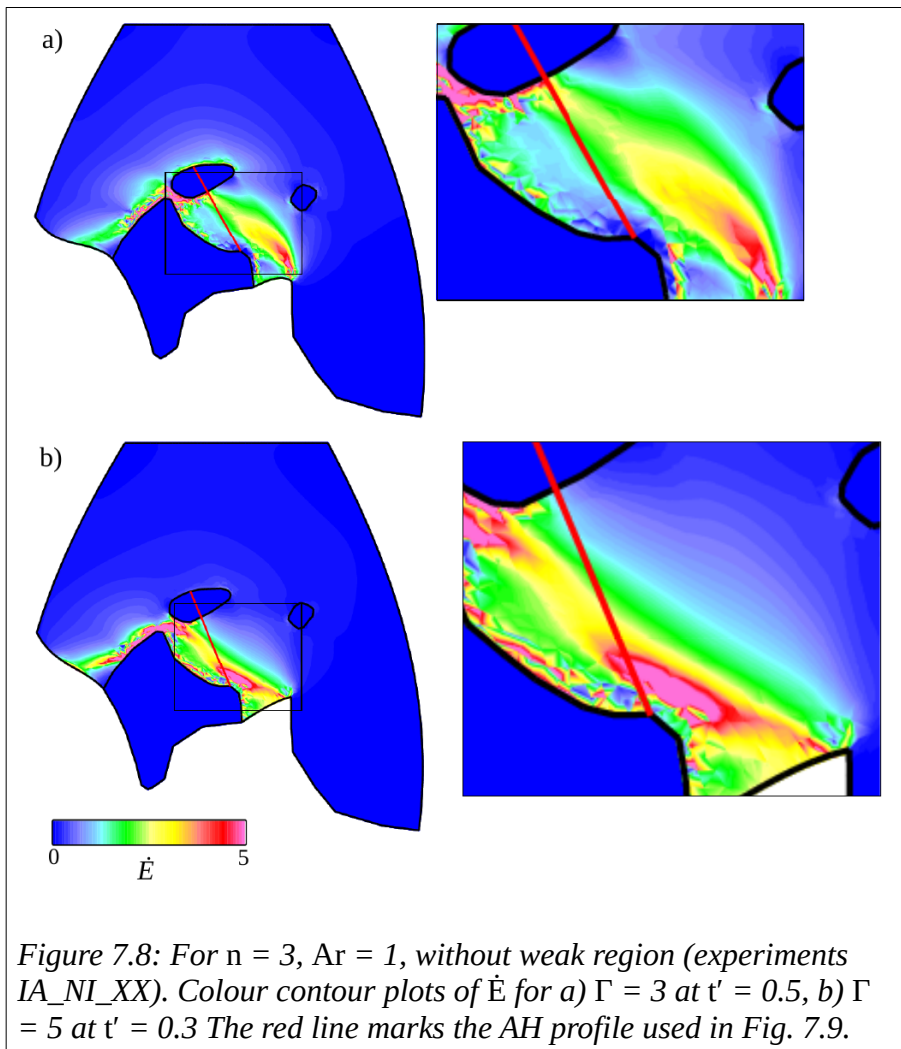 a)
b)
0 5
Ė
Figure 7.8: For n = 3, Ar = 1, without weak region (experiments
IA_NI_XX). Colour contour plots of Ė for a) Γ = 3 at t′ = 0.5, b) Γ
= 5 at t′ = 0.3 The red line marks the AH profile used in Fig. 7.9.